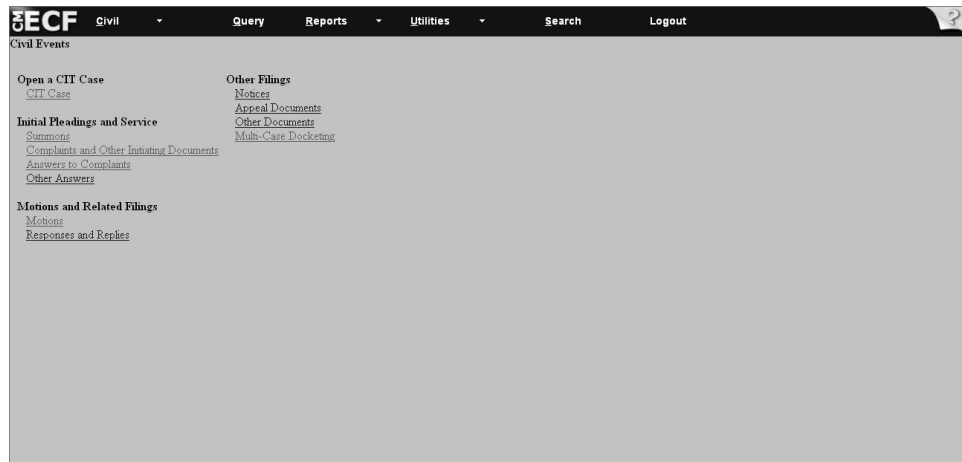 CM ECF Civil Query Reports Utilities Search Logout ?
Civil Events
Open a CIT Case
CIT Case
Initial Pleadings and Service
Summons
Complaints and Other Initiating Documents
Answers to Complaints
Other Answers
Motions and Related Filings
Motions
Responses and Replies
Other Filings
Notices
Appeal Documents
Other Documents
Multi-Case Docketing